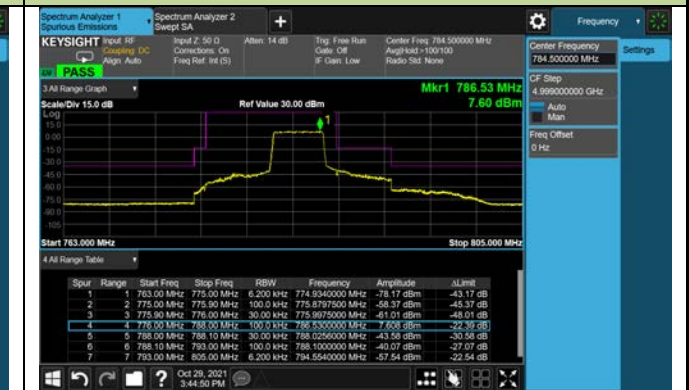 Spectrum Analyzer 1
Spurious Emissions
Spectrum Analyzer 2
Swept SA
Frequency
KEYSIGHT
Input: RF
Coupling: DC
Align: Auto
Input Z: 50 Ω
Corrections: On
Freq Ref: Int (S)
Atten: 14 dB
Trig: Free Run
Gate: Off
IF Gain: Low
Center Freq: 784.500000 MHz
Avg|Hold:>100/100
Radio Std: None
PASS
Center Frequency
784.500000 MHz
Settings
CF Step
4.999000000 GHz
Auto
Man
Freq Offset
0 Hz
3 All Range Graph
Mkr1 786.53 MHz
Scale/Div 15.0 dB
Ref Value 30.00 dBm
7.60 dBm
Log
15.0
0.00
-15.0
-30.0
-45.0
-60.0
-75.0
-90.0
-105
1
Start 763.000 MHz
Stop 805.000 MHz
4 All Range Table
Spur Range Start Freq Stop Freq RBW Frequency Amplitude ΔLimit
1 1 763.00 MHz 775.00 MHz 6.200 kHz 774.9340000 MHz -78.17 dBm -43.17 dB
2 2 775.00 MHz 775.90 MHz 100.0 kHz 775.8797500 MHz -58.37 dBm -45.37 dB
3 3 775.90 MHz 776.00 MHz 30.00 kHz 775.9975000 MHz -61.01 dBm -48.01 dB
4 4 776.00 MHz 788.00 MHz 100.0 kHz 786.5300000 MHz 7.608 dBm -22.39 dB
5 5 788.00 MHz 788.10 MHz 30.00 kHz 788.0256000 MHz -43.58 dBm -30.58 dB
6 6 788.10 MHz 793.00 MHz 100.0 kHz 788.1000000 MHz -40.07 dBm -27.07 dB
7 7 793.00 MHz 805.00 MHz 6.200 kHz 794.5540000 MHz -57.54 dBm -22.54 dB
Oct 29, 2021
3:44:50 PM